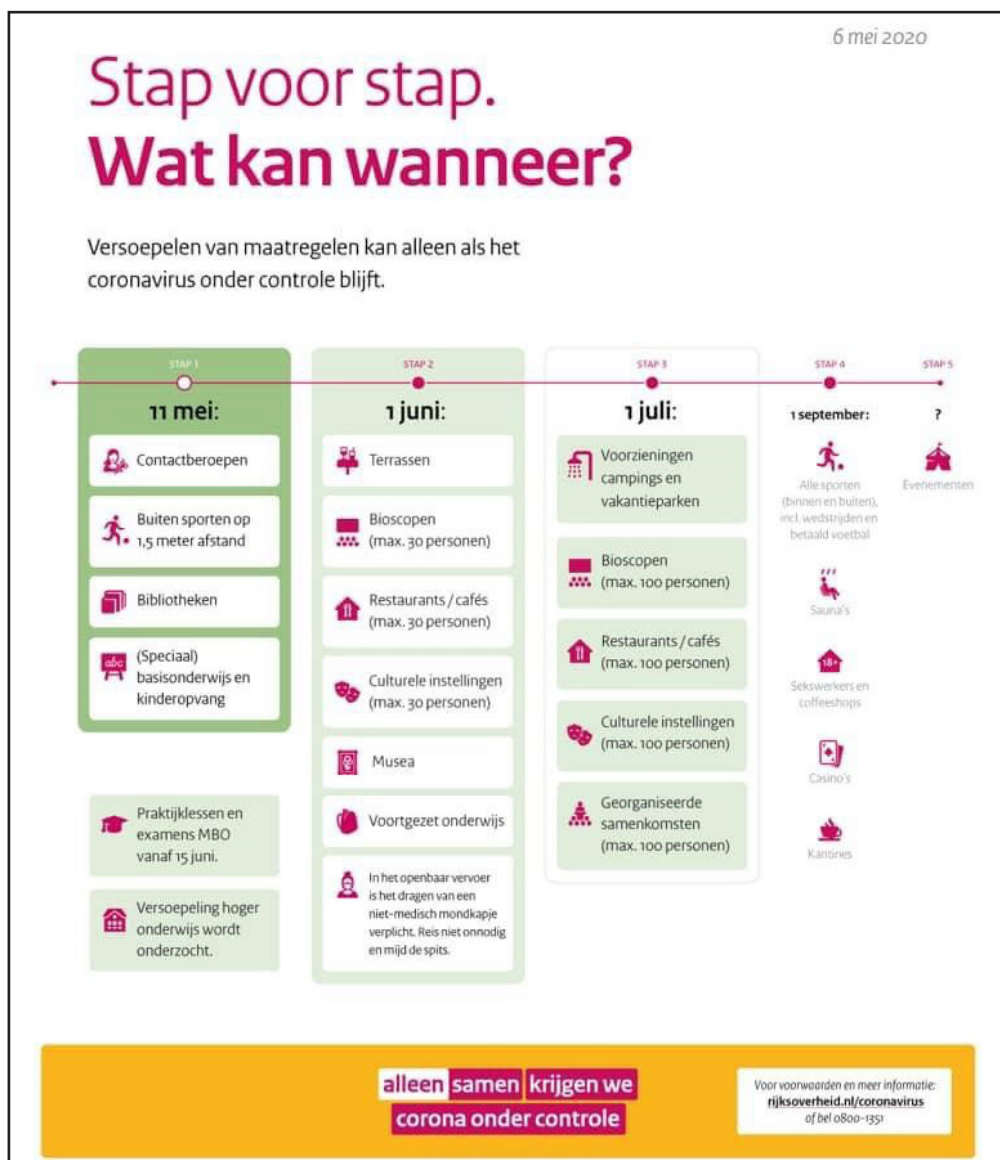 6 mei 2020
Stap voor stap.
Wat kan wanneer?
Versoepelen van maatregelen kan alleen als het
coronavirus onder controle blijft.
STAP 1
11 mei:
Contactberoepen
Buiten sporten op
1,5 meter afstand
Bibliotheken
abc
(Speciaal)
basisonderwijs en
kinderopvang
Praktijklessen en
examens MBO
vanaf 15 juni.
Versoepeling hoger
onderwijs wordt
onderzocht.
STAP 2
1 juni:
Terrassen
Bioscopen
(max. 30 personen)
Restaurants / cafés
(max. 30 personen)
Culturele instellingen
(max. 30 personen)
Musea
Voortgezet onderwijs
In het openbaar vervoer
is het dragen van een
niet-medisch mondkapje
verplicht. Reis niet onnodig
en mijd de spits.
STAP 3
1 juli:
Voorzieningen
campings en
vakantieparken
Bioscopen
(max. 100 personen)
Restaurants / cafés
(max. 100 personen)
Culturele instellingen
(max. 100 personen)
Georganiseerde
samenkomsten
(max. 100 personen)
STAP 4
1 september:
Alle sporten
(binnen en buiten),
incl. wedstrijden en
betaald voetbal
Sauna's
18+
Sekswerkers en
coffeeshops
Casino's
Kantines
STAP 5
?
Evenementen
alleen samen krijgen we
corona onder controle
Voor voorwaarden en meer informatie:
rijksoverheid.nl/coronavirus
of bel 0800-1351